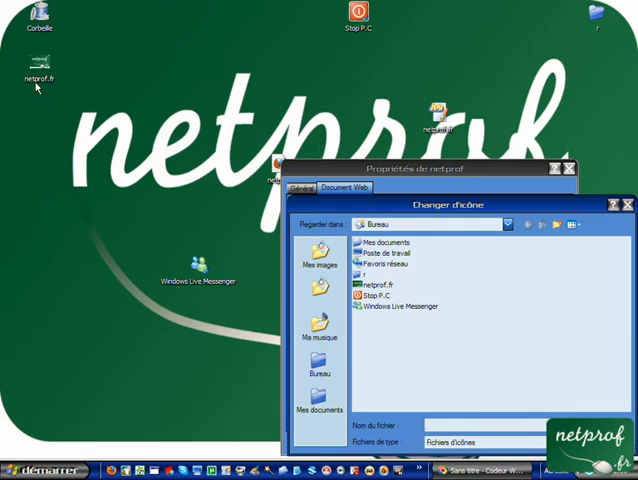 Corbeille
Stop P.C
r
netprof.fr
netprof
netprof.fr
Propriétés de netprof
Général
Document Web
Changer d'icône
Regarder dans :
Bureau
Mes images
Ma musique
Bureau
Mes documents
Mes documents
Poste de travail
Favoris réseau
r
netprof.fr
Stop P.C
Windows Live Messenger
Windows Live Messenger
Nom du fichier :
Fichiers de type :
Fichiers d'icônes
netprof
.fr
démarrer
Sans titre - Codeur W...